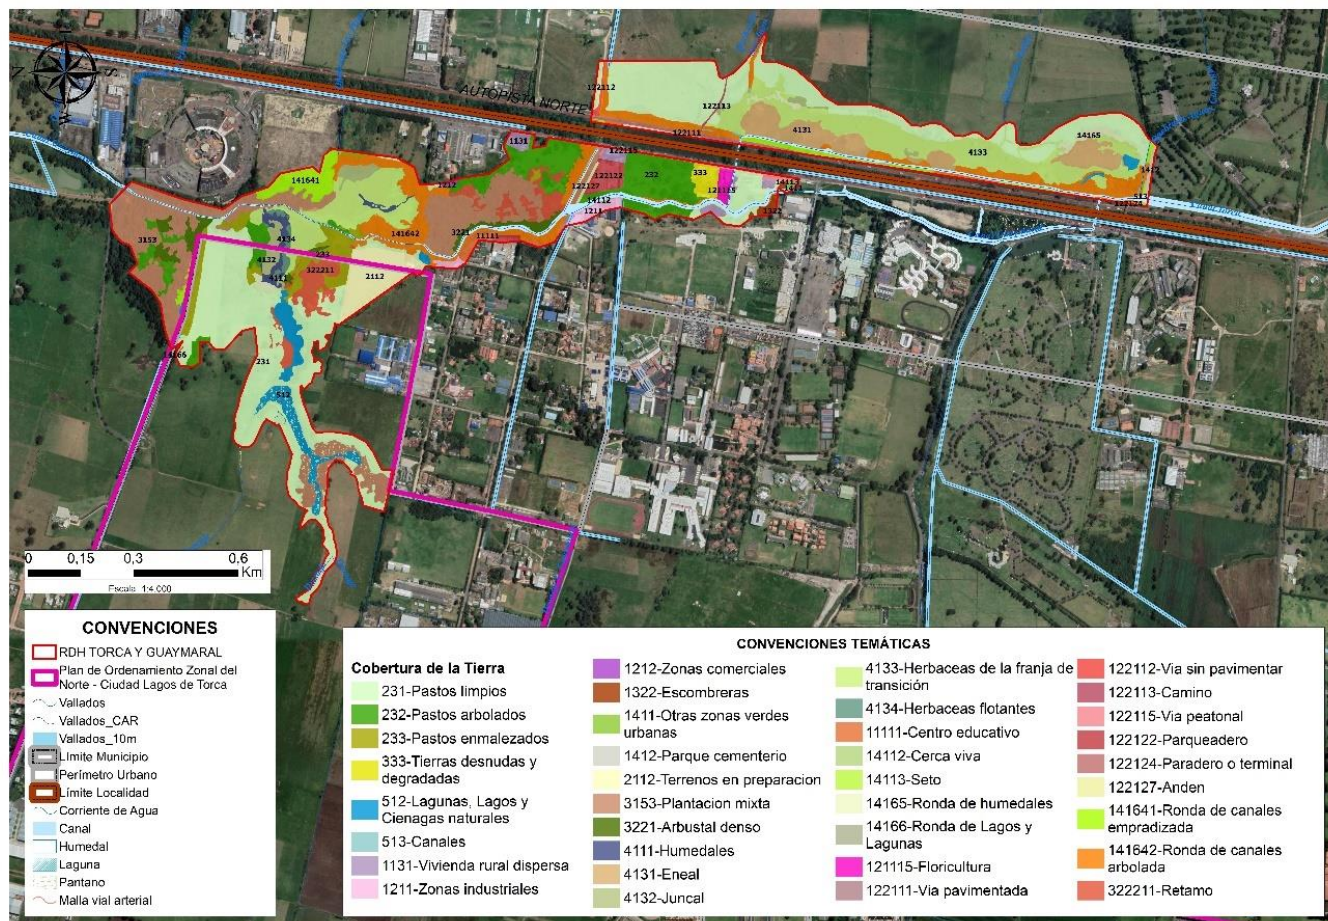 AUTOPISTA NORTE
122112
122113
122111
4131
14165
4133
1131
122115
1212
122127
122122
232
333
121115
14112
1211
141641
3153
4134
141642
3221
11111
4132
4111
233
322211
2112
14166
231
512
1322
513
122124
0 0,15 0,3 0,6
Km
Escala 1:4.000
CONVENCIONES
RDH TORCA Y GUAYMARAL
Plan de Ordenamiento Zonal del
Norte - Ciudad Lagos de Torca
Vallados
Vallados_CAR
Vallados_10m
Límite Municipio
Perímetro Urbano
Límite Localidad
Corriente de Agua
Canal
Humedal
Laguna
Pantano
Malla vial arterial
CONVENCIONES TEMÁTICAS
Cobertura de la Tierra
231-Pastos limpios
232-Pastos arbolados
233-Pastos enmalezados
333-Tierras desnudas y
degradadas
512-Lagunas, Lagos y
Cienagas naturales
513-Canales
1131-Vivienda rural dispersa
1211-Zonas industriales
1212-Zonas comerciales
1322-Escombreras
1411-Otras zonas verdes
urbanas
1412-Parque cementerio
2112-Terrenos en preparacion
3153-Plantacion mixta
3221-Arbustal denso
4111-Humedales
4131-Eneal
4132-Juncal
4133-Herbaceas de la franja de
transición
4134-Herbaceas flotantes
11111-Centro educativo
14112-Cerca viva
14113-Seto
14165-Ronda de humedales
14166-Ronda de Lagos y
Lagunas
121115-Floricultura
122111-Via pavimentada
122112-Via sin pavimentar
122113-Camino
122115-Via peatonal
122122-Parqueadero
122124-Paradero o terminal
122127-Anden
141641-Ronda de canales
empradizada
141642-Ronda de canales
arbolada
322211-Retamo